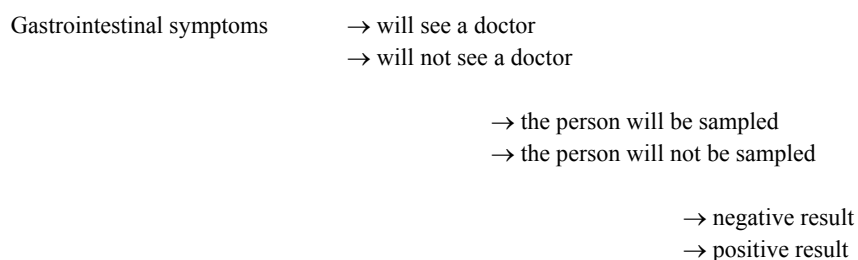 Gastrointestinal symptoms → will see a doctor
→ will not see a doctor
→ the person will be sampled
→ the person will not be sampled
→ negative result
→ positive result